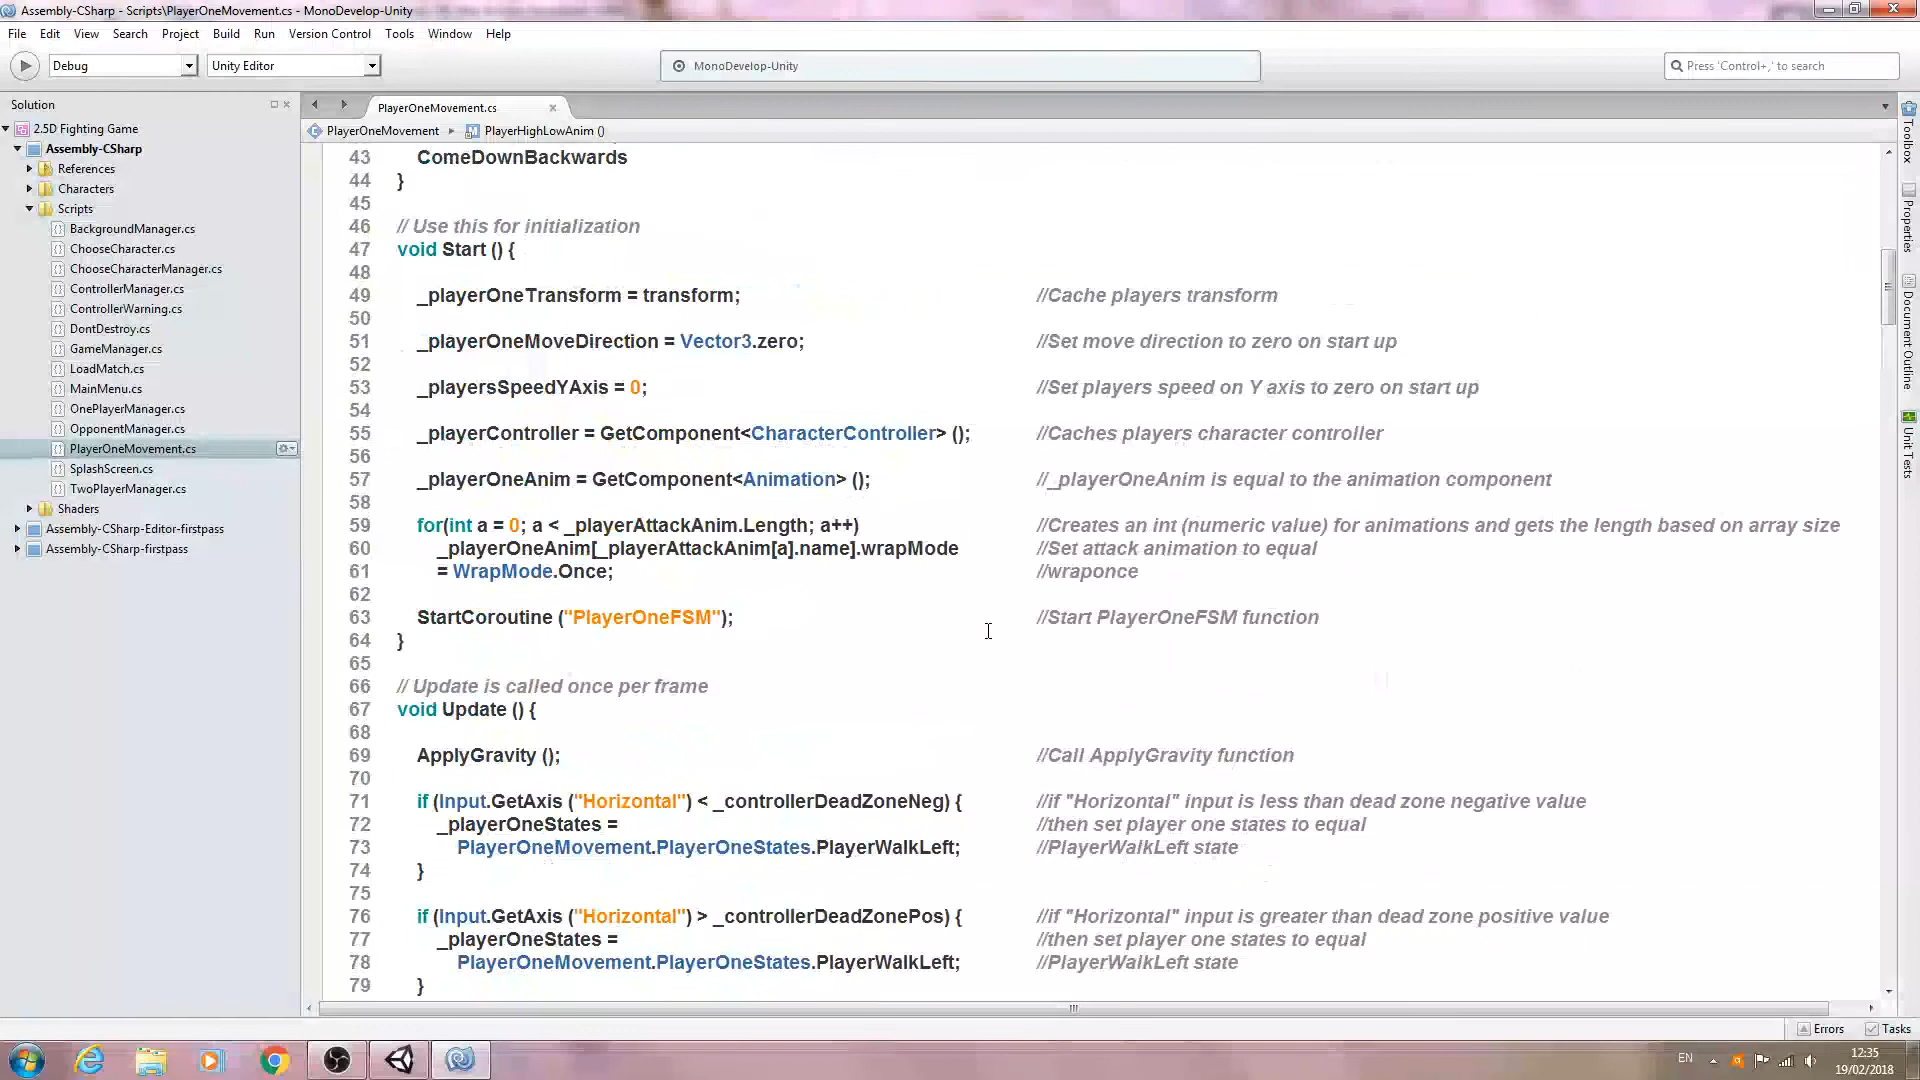 Assembly-CSharp - Scripts\PlayerOneMovement.cs - MonoDevelop-Unity
File Edit View Search Project Build Run Version Control Tools Window Help
Debug Unity Editor MonoDevelop-Unity Press 'Control+,' to search
Solution
PlayerOneMovement.cs
PlayerOneMovement PlayerHighLowAnim ()
2.5D Fighting Game
Assembly-CSharp
References
Characters
Scripts
BackgroundManager.cs
ChooseCharacter.cs
ChooseCharacterManager.cs
ControllerManager.cs
ControllerWarning.cs
DontDestroy.cs
GameManager.cs
LoadMatch.cs
MainMenu.cs
OnePlayerManager.cs
OpponentManager.cs
PlayerOneMovement.cs
SplashScreen.cs
TwoPlayerManager.cs
Shaders
Assembly-CSharp-Editor-firstpass
Assembly-CSharp-firstpass
43 ComeDownBackwards
44 }
45
46 // Use this for initialization
47 void Start () {
48
49 _playerOneTransform = transform; //Cache players transform
50
51 _playerOneMoveDirection = Vector3.zero; //Set move direction to zero on start up
52
53 _playersSpeedYAxis = 0; //Set players speed on Y axis to zero on start up
54
55 _playerController = GetComponent<CharacterController> (); //Caches players character controller
56
57 _playerOneAnim = GetComponent<Animation> (); //_playerOneAnim is equal to the animation component
58
59 for(int a = 0; a < _playerAttackAnim.Length; a++) //Creates an int (numeric value) for animations and gets the length based on array size
60 _playerOneAnim[_playerAttackAnim[a].name].wrapMode //Set attack animation to equal
61 = WrapMode.Once; //wraponce
62
63 StartCoroutine ("PlayerOneFSM"); //Start PlayerOneFSM function
64 }
65
66 // Update is called once per frame
67 void Update () {
68
69 ApplyGravity (); //Call ApplyGravity function
70
71 if (Input.GetAxis ("Horizontal") < _controllerDeadZoneNeg) { //if "Horizontal" input is less than dead zone negative value
72 _playerOneStates = //then set player one states to equal
73 PlayerOneMovement.PlayerOneStates.PlayerWalkLeft; //PlayerWalkLeft state
74 }
75
76 if (Input.GetAxis ("Horizontal") > _controllerDeadZonePos) { //if "Horizontal" input is greater than dead zone positive value
77 _playerOneStates = //then set player one states to equal
78 PlayerOneMovement.PlayerOneStates.PlayerWalkLeft; //PlayerWalkLeft state
79 }
Toolbox
Properties
Document Outline
Unit Tests
Errors Tasks
EN
12:35
19/02/2018